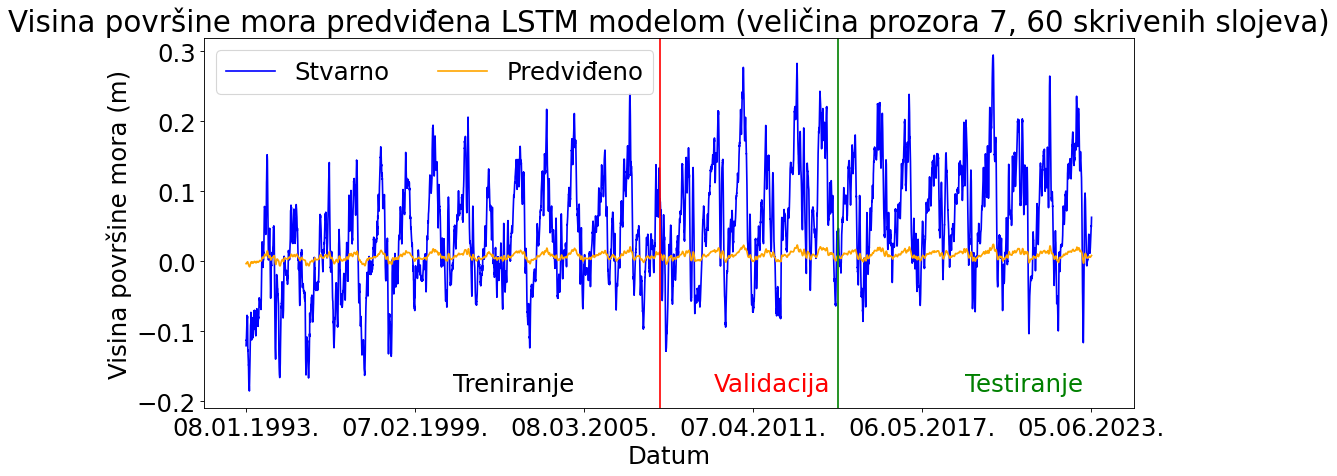 Visina površine mora predviđena LSTM modelom (veličina prozora 7, 60 skrivenih slojeva)
Stvarno
Predviđeno
Visina površine mora (m)
0.3
0.2
0.1
0.0
−0.1
−0.2
Treniranje
Validacija
Testiranje
08.01.1993.
07.02.1999.
08.03.2005.
07.04.2011.
06.05.2017.
05.06.2023.
Datum